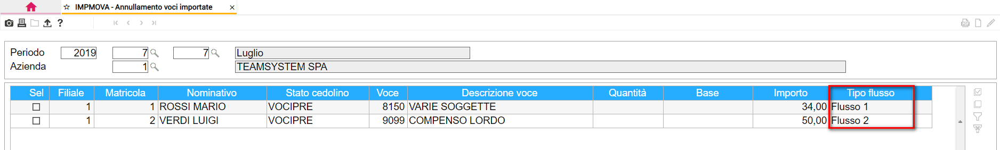 IMPMOVA - Annullamento voci importate
Periodo 2019 7 7 Luglio
Azienda 1 TEAMSYSTEM SPA
Sel Filiale Matricola Nominativo Stato cedolino Voce Descrizione voce Quantità Base Importo Tipo flusso
1 1 ROSSI MARIO VOCIPRE 8150 VARIE SOGGETTE 34,00 Flusso 1
1 2 VERDI LUIGI VOCIPRE 9099 COMPENSO LORDO 50,00 Flusso 2